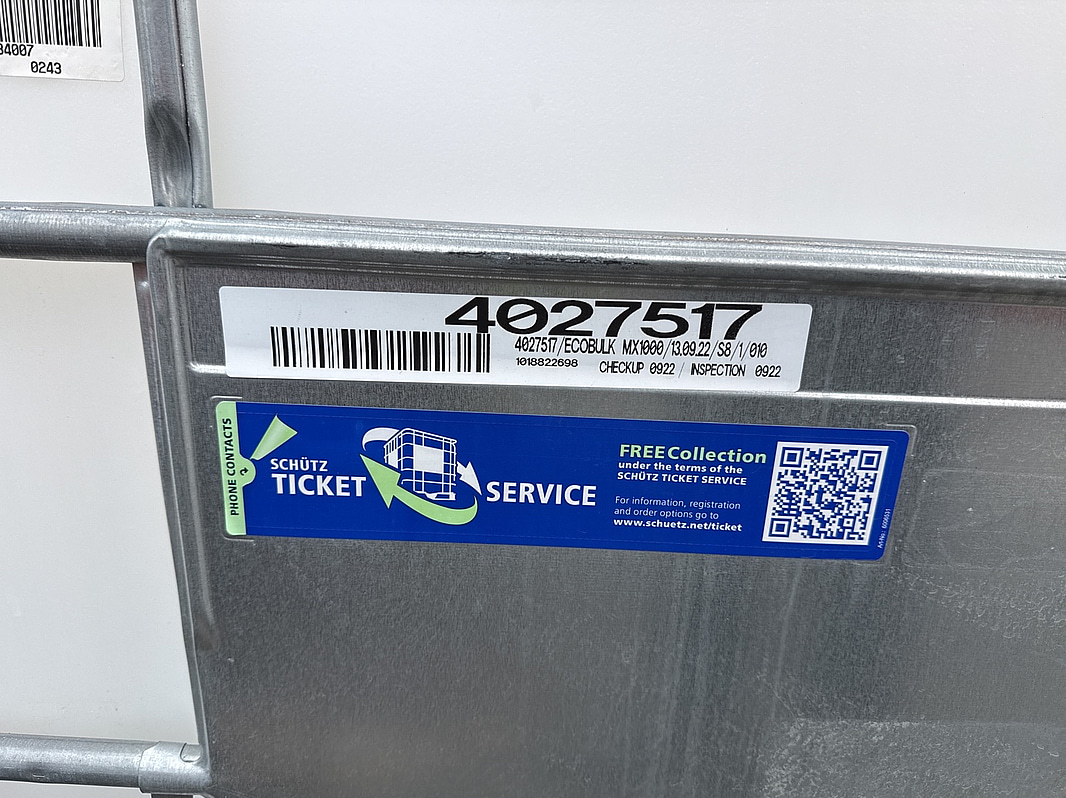 0243
4027517
4027517/ECOBULK MX1000/13.09.22/S8/1/010
1018822698 CHECKUP 0922 / INSPECTION 0922
PHONE CONTACTS
SCHÜTZ
TICKET SERVICE
FREE Collection
under the terms of the
SCHÜTZ TICKET SERVICE
For information, registration
and order options go to
www.schuetz.net/ticket